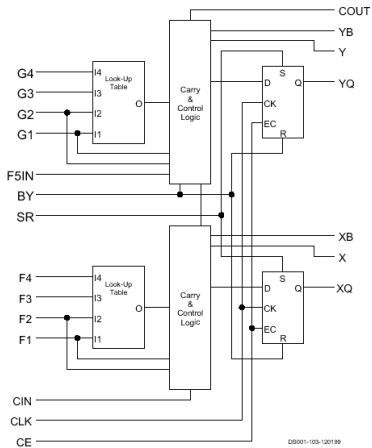 COUT
YB
Y
G4
I4
Look-Up
Table
G3
I3
G2
I2
G1
I1
O
Carry
&
Control
Logic
S
D
Q
YQ
CK
EC
R
F5IN
BY
SR
XB
X
F4
I4
Look-Up
Table
F3
I3
F2
I2
F1
I1
O
Carry
&
Control
Logic
S
D
Q
XQ
CK
EC
R
CIN
CLK
CE
DS001-103-120199